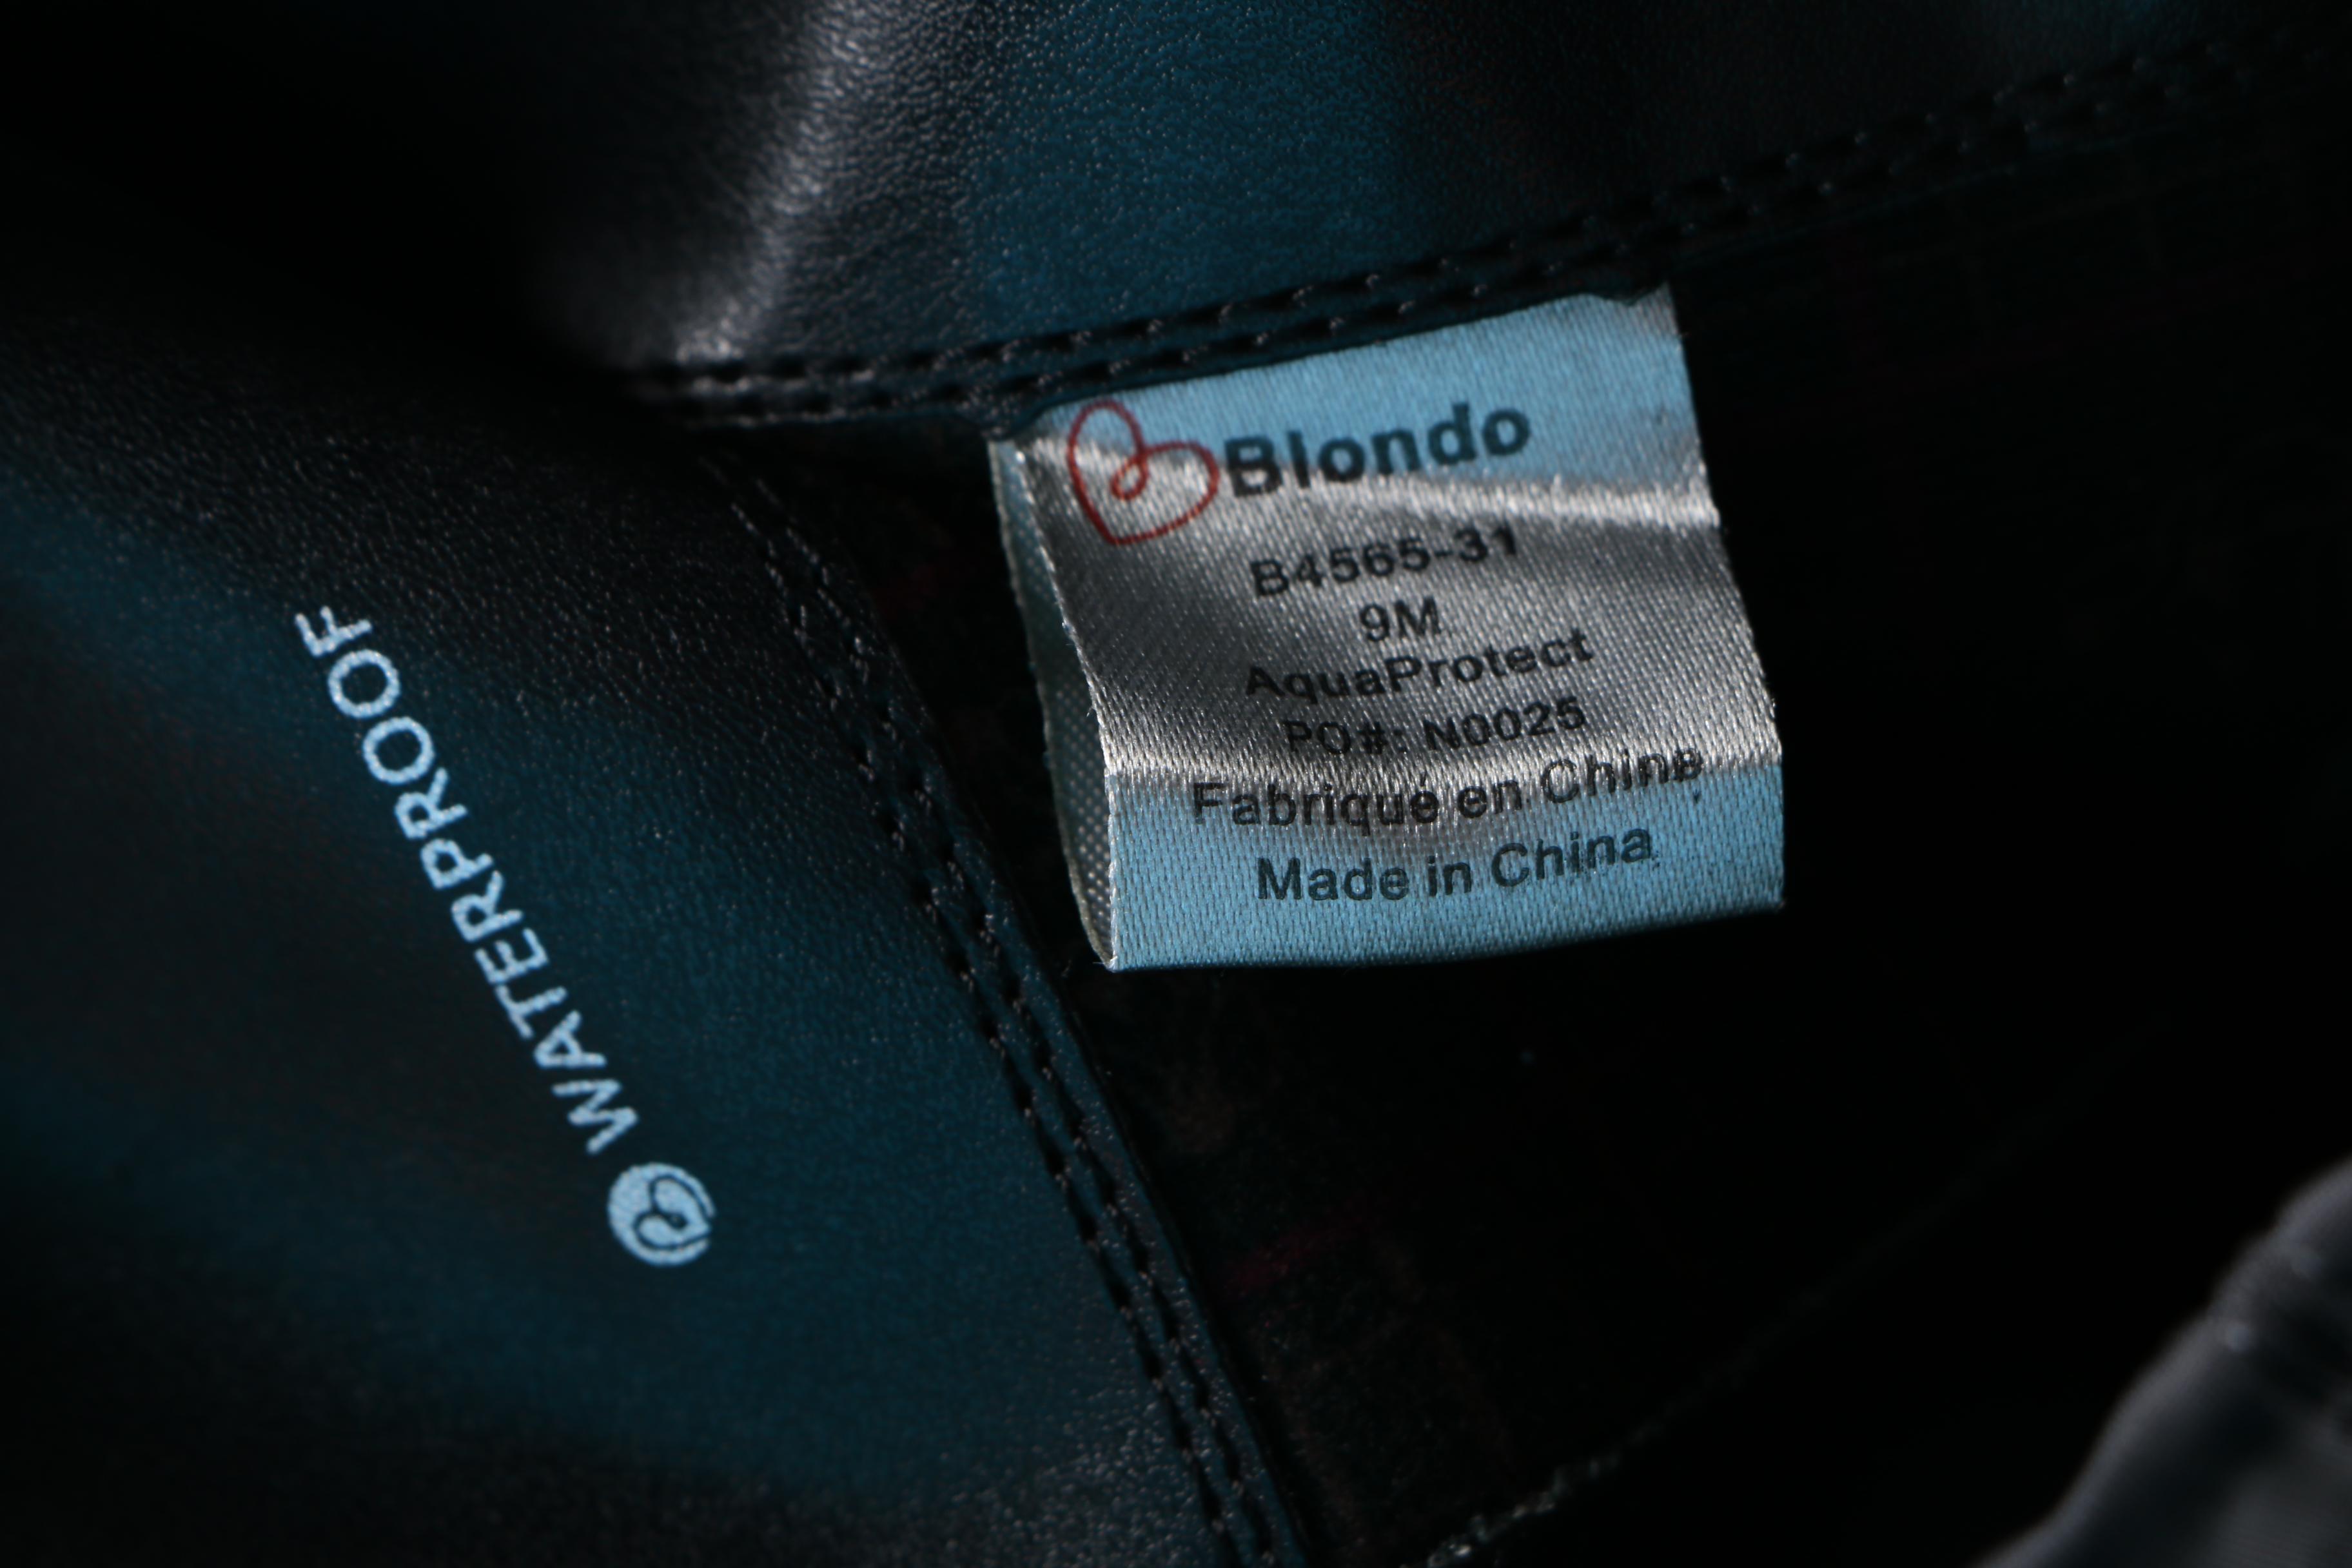 Blondo
B4565-31
9M
AquaProtect
PO#: N0025
Fabriqué en Chine,
Made in China
WATERPROOF